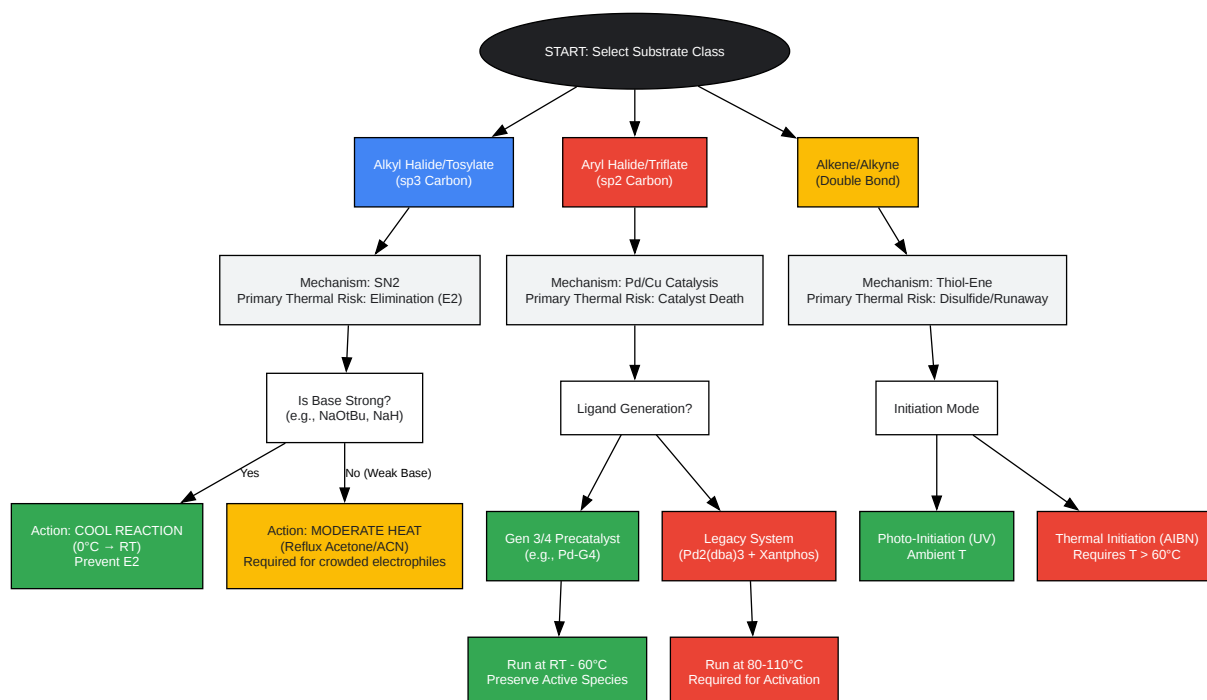 START: Select Substrate Class
Alkyl Halide/Tosylate
(sp3 Carbon)
Aryl Halide/Triflate
(sp2 Carbon)
Alkene/Alkyne
(Double Bond)
Mechanism: SN2
Primary Thermal Risk: Elimination (E2)
Mechanism: Pd/Cu Catalysis
Primary Thermal Risk: Catalyst Death
Mechanism: Thiol-Ene
Primary Thermal Risk: Disulfide/Runaway
Is Base Strong?
(e.g., NaOtBu, NaH)
Ligand Generation?
Initiation Mode
Yes
No (Weak Base)
Action: COOL REACTION
(0°C → RT)
Prevent E2
Action: MODERATE HEAT
(Reflux Acetone/ACN)
Required for crowded electrophiles
Gen 3/4 Precatalyst
(e.g., Pd-G4)
Legacy System
(Pd2(dba)3 + Xantphos)
Photo-Initiation (UV)
Ambient T
Thermal Initiation (AIBN)
Requires T > 60°C
Run at RT - 60°C
Preserve Active Species
Run at 80-110°C
Required for Activation